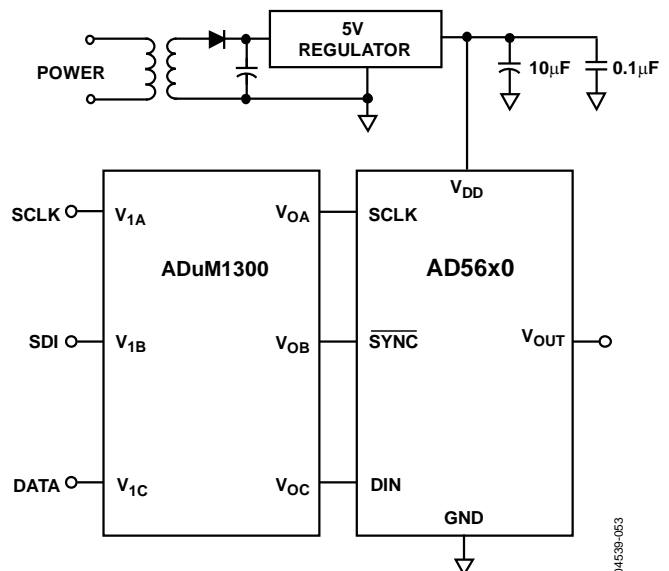 5V
REGULATOR
POWER
10μF
0.1μF
VDD
SCLK
V1A
VOA
SCLK
ADuM1300
AD56x0
SDI
V1B
VOB
SYNC
VOUT
DATA
V1C
VOC
DIN
GND
04539-053